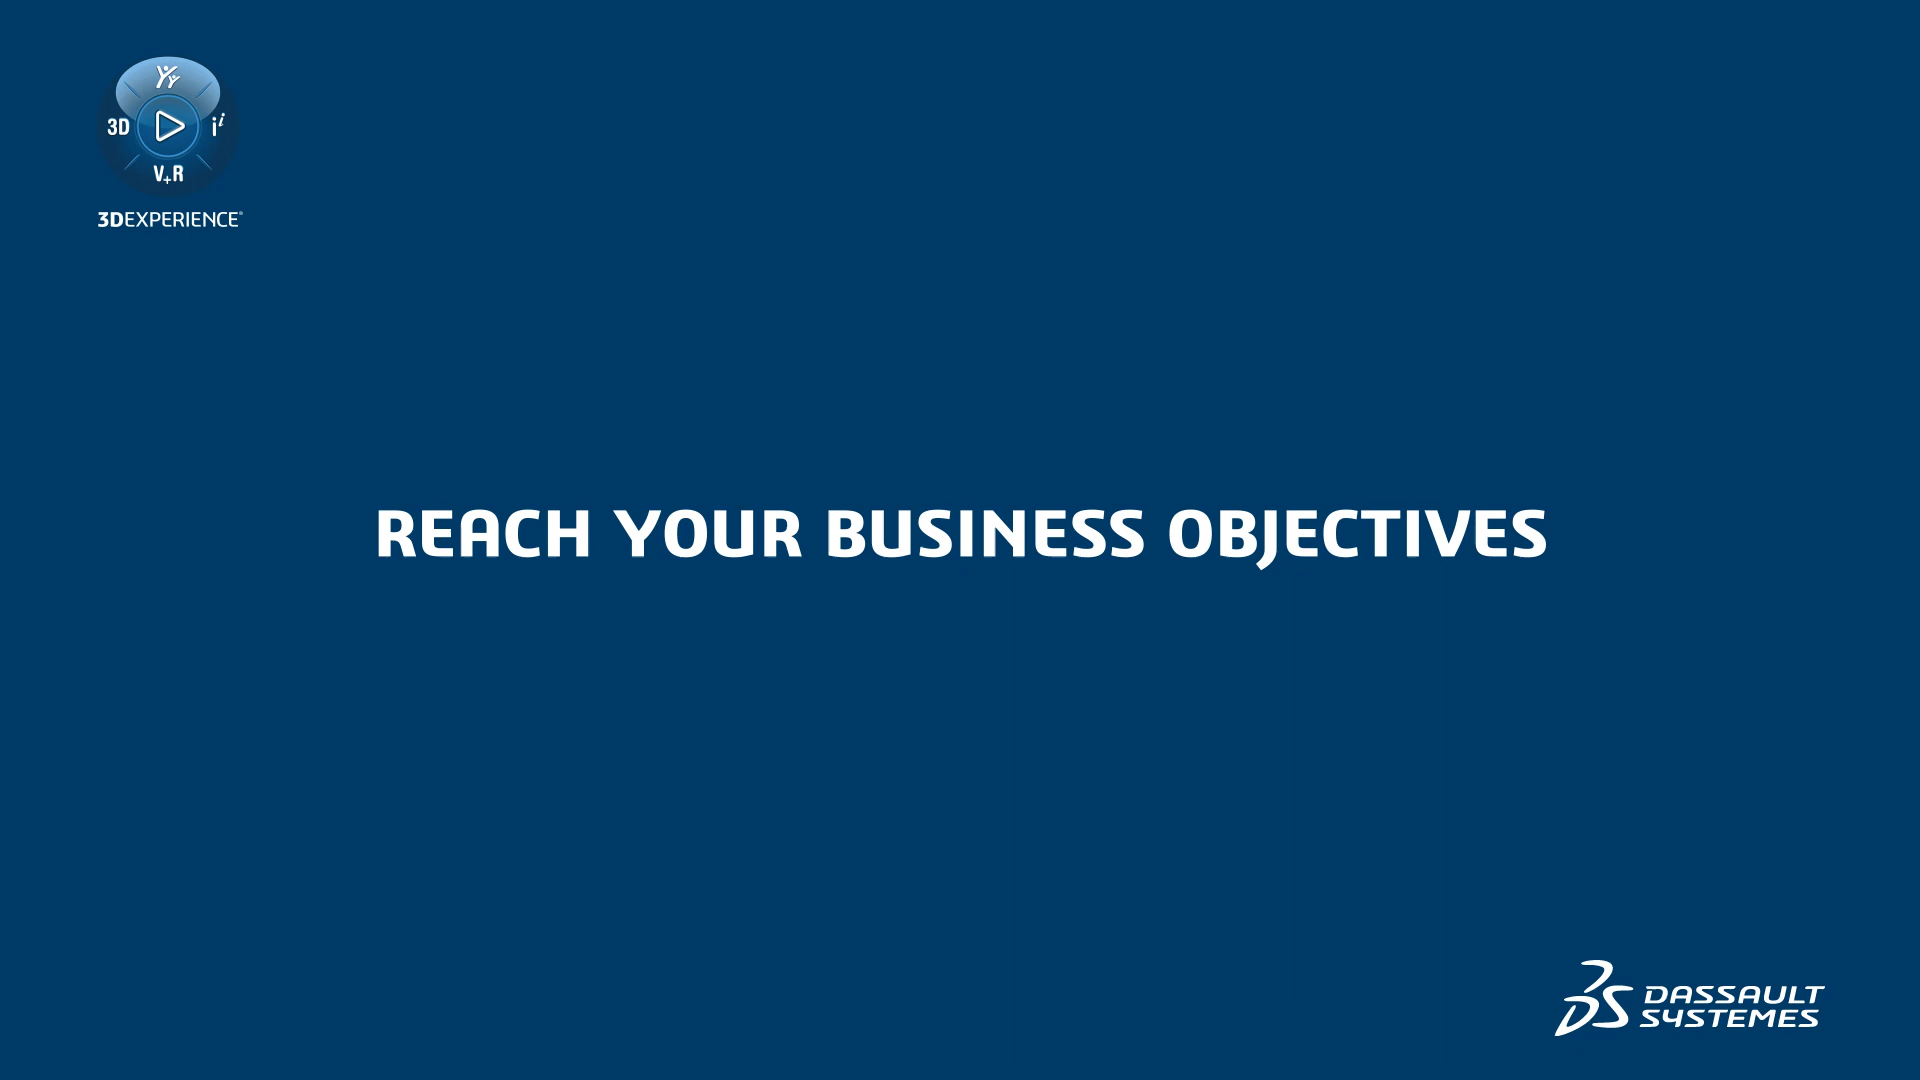 3D
i i
V+R
3DEXPERIENCE®
REACH YOUR BUSINESS OBJECTIVES
DASSAULT
SYSTEMES